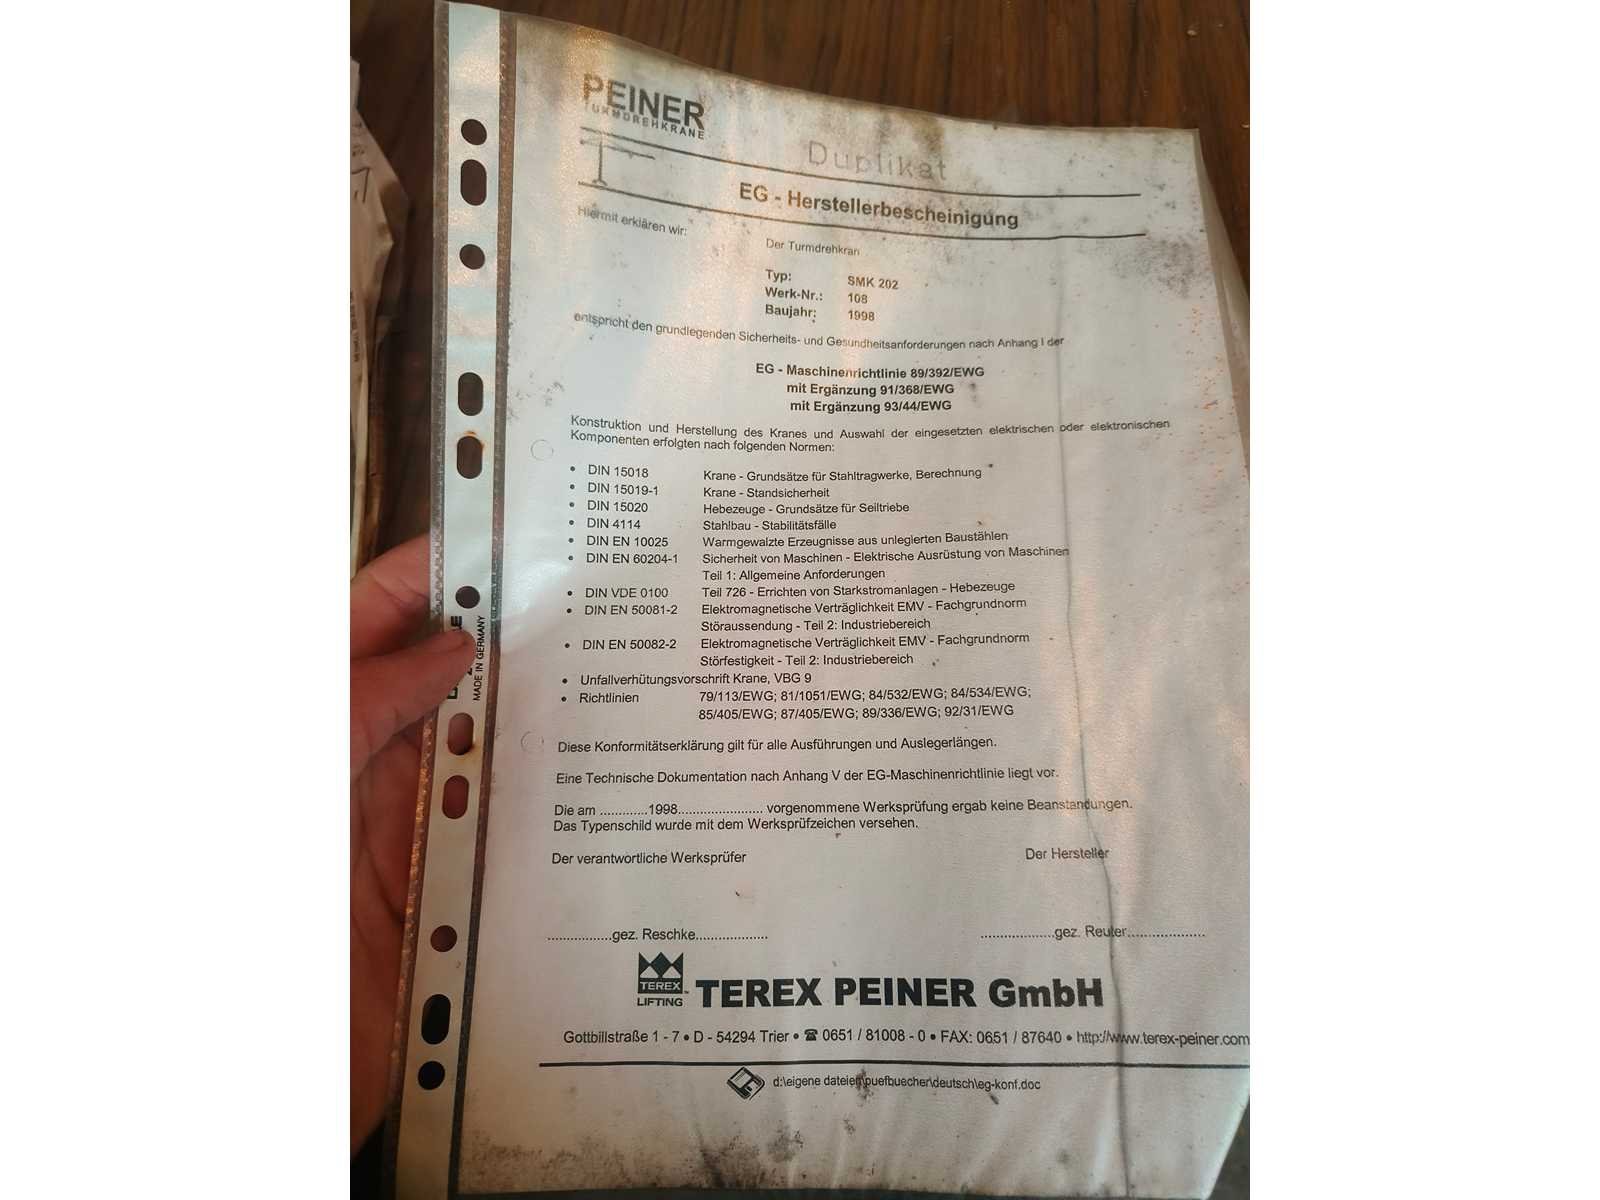 PEINER
TURMDREHKRANE
Duplikat
EG - Herstellerbescheinigung
Hiermit erklären wir:
Der Turmdrehkran
Typ: SMK 202
Werk-Nr.: 108
Baujahr: 1998
entspricht den grundlegenden Sicherheits- und Gesundheitsanforderungen nach Anhang I der
EG - Maschinenrichtlinie 89/392/EWG
mit Ergänzung 91/368/EWG
mit Ergänzung 93/44/EWG
Konstruktion und Herstellung des Kranes und Auswahl der eingesetzten elektrischen oder elektronischen
Komponenten erfolgten nach folgenden Normen:
• DIN 15018 Krane - Grundsätze für Stahltragwerke, Berechnung
• DIN 15019-1 Krane - Standsicherheit
• DIN 15020 Hebezeuge - Grundsätze für Seiltriebe
• DIN 4114 Stahlbau - Stabilitätsfälle
• DIN EN 10025 Warmgewalzte Erzeugnisse aus unlegierten Baustählen
• DIN EN 60204-1 Sicherheit von Maschinen - Elektrische Ausrüstung von Maschinen
Teil 1: Allgemeine Anforderungen
• DIN VDE 0100 Teil 726 - Errichten von Starkstromanlagen - Hebezeuge
• DIN EN 50081-2 Elektromagnetische Verträglichkeit EMV - Fachgrundnorm
Störaussendung - Teil 2: Industriebereich
• DIN EN 50082-2 Elektromagnetische Verträglichkeit EMV - Fachgrundnorm
Störfestigkeit - Teil 2: Industriebereich
• Unfallverhütungsvorschrift Krane, VBG 9
• Richtlinien 79/113/EWG; 81/1051/EWG; 84/532/EWG; 84/534/EWG;
85/405/EWG; 87/405/EWG; 89/336/EWG; 92/31/EWG
Diese Konformitätserklärung gilt für alle Ausführungen und Auslegerlängen.
Eine Technische Dokumentation nach Anhang V der EG-Maschinenrichtlinie liegt vor.
Die am .............1998....................... vorgenommene Werksprüfung ergab keine Beanstandungen.
Das Typenschild wurde mit dem Werksprüfzeichen versehen.
Der verantwortliche Werksprüfer Der Hersteller
.................gez. Reschke................... ...................gez. Reuter....................
TEREX
LIFTING
TEREX PEINER GmbH
Gottbillstraße 1 - 7 • D - 54294 Trier • ☎ 0651 / 81008 - 0 • FAX: 0651 / 87640 • http://www.terex-peiner.com
d:\eigene dateien\puefbuecher\deutsch\eg-konf.doc
MADE IN GERMANY